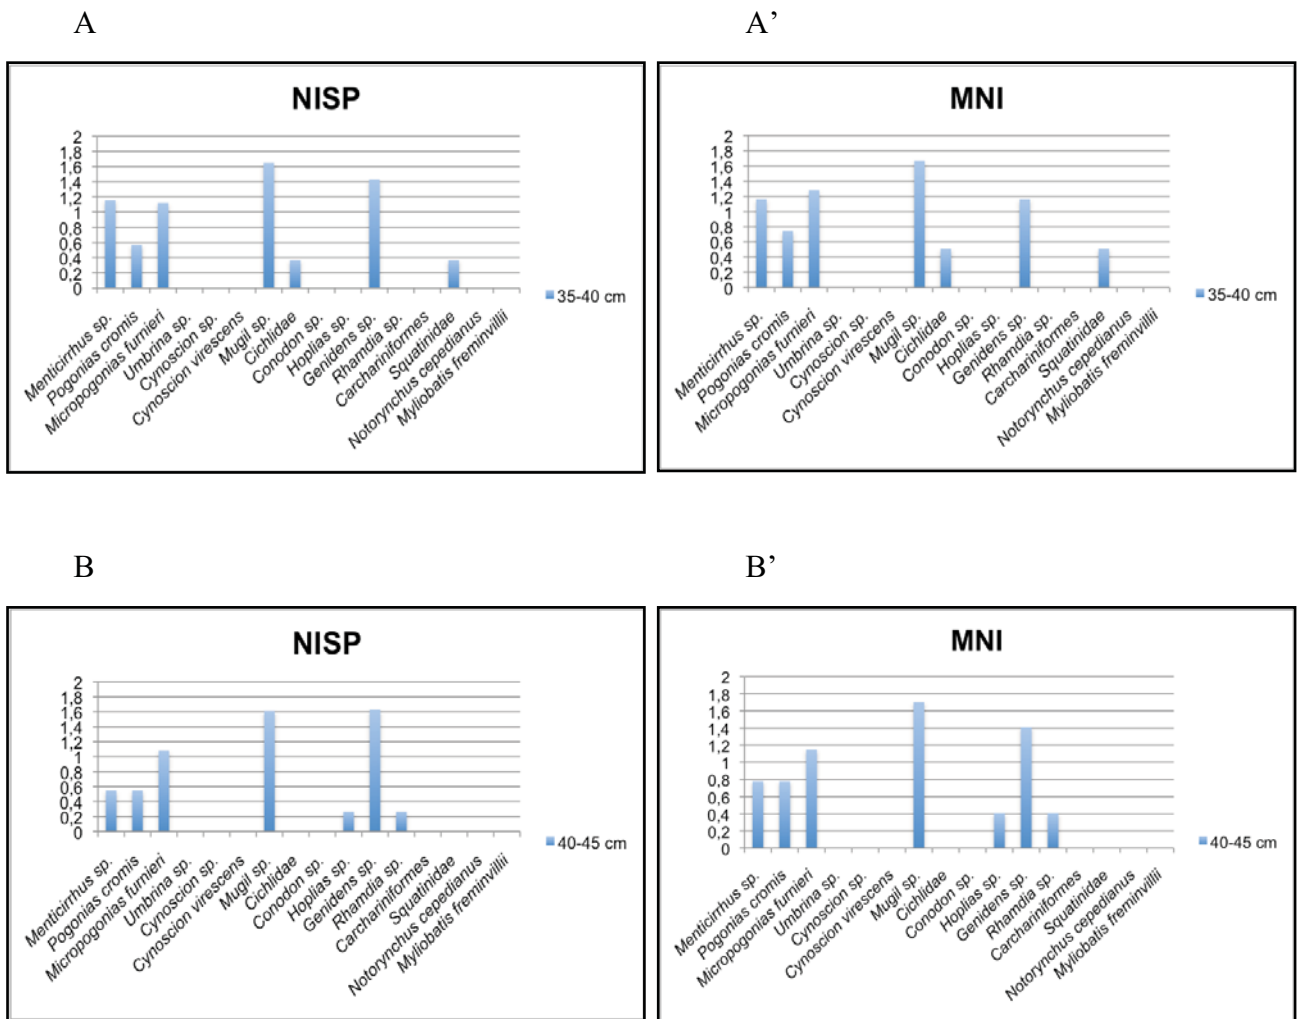 A
A’
NISP
2
1,8
1,6
1,4
1,2
1
0,8
0,6
0,4
0,2
0
Menticirrhus sp.
Pogonias cromis
Micropogonias furnieri
Umbrina sp.
Cynoscion sp.
Cynoscion virescens
Mugil sp.
Cichlidae
Conodon sp.
Hoplias sp.
Genidens sp.
Rhamdia sp.
Carchariniformes
Squatinidae
Notorynchus cepedianus
Myliobatis freminvillii
35-40 cm
MNI
2
1,8
1,6
1,4
1,2
1
0,8
0,6
0,4
0,2
0
Menticirrhus sp.
Pogonias cromis
Micropogonias furnieri
Umbrina sp.
Cynoscion sp.
Cynoscion virescens
Mugil sp.
Cichlidae
Conodon sp.
Hoplias sp.
Genidens sp.
Rhamdia sp.
Carchariniformes
Squatinidae
Notorynchus cepedianus
Myliobatis freminvillii
35-40 cm
B
B’
NISP
2
1,8
1,6
1,4
1,2
1
0,8
0,6
0,4
0,2
0
Menticirrhus sp.
Pogonias cromis
Micropogonias furnieri
Umbrina sp.
Cynoscion sp.
Cynoscion virescens
Mugil sp.
Cichlidae
Conodon sp.
Hoplias sp.
Genidens sp.
Rhamdia sp.
Carchariniformes
Squatinidae
Notorynchus cepedianus
Myliobatis freminvillii
40-45 cm
MNI
2
1,8
1,6
1,4
1,2
1
0,8
0,6
0,4
0,2
0
Menticirrhus sp.
Pogonias cromis
Micropogonias furnieri
Umbrina sp.
Cynoscion sp.
Cynoscion virescens
Mugil sp.
Cichlidae
Conodon sp.
Hoplias sp.
Genidens sp.
Rhamdia sp.
Carchariniformes
Squatinidae
Notorynchus cepedianus
Myliobatis freminvillii
40-45 cm